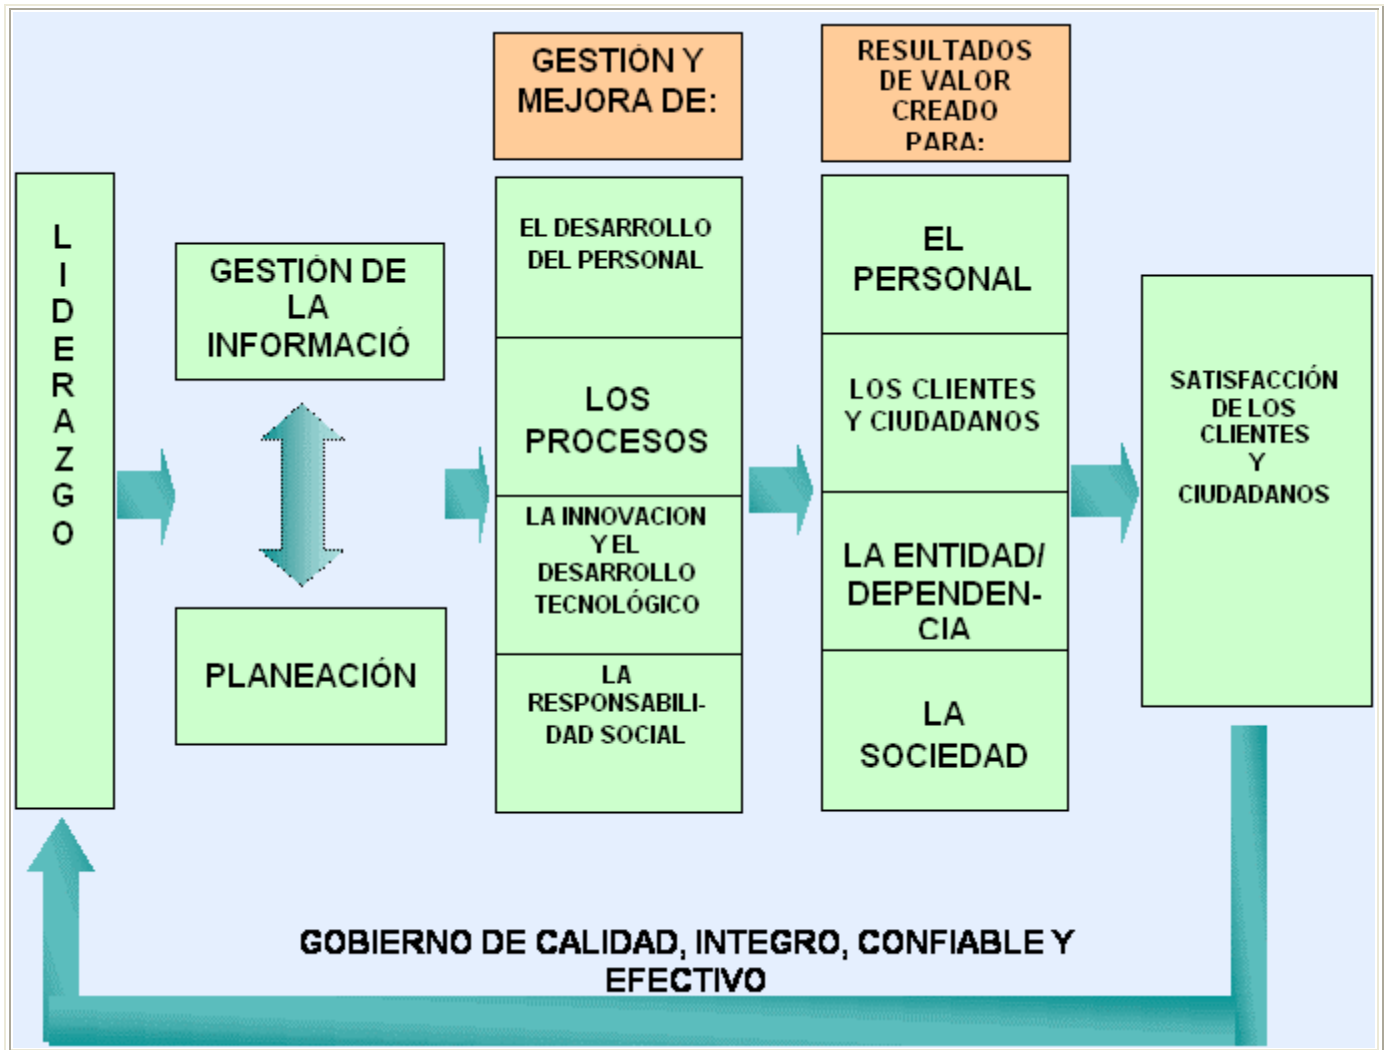 GESTIÓN Y
MEJORA DE:
RESULTADOS
DE VALOR
CREADO
PARA:
LIDERAZGO
GESTIÓN DE
LA
INFORMACIÓ
PLANEACIÓN
EL DESARROLLO
DEL PERSONAL
LOS
PROCESOS
LA INNOVACION
Y EL
DESARROLLO
TECNOLÓGICO
LA
RESPONSABILI-
DAD SOCIAL
EL
PERSONAL
LOS CLIENTES
Y CIUDADANOS
LA ENTIDAD/
DEPENDEN-
CIA
LA
SOCIEDAD
SATISFACCIÓN
DE LOS
CLIENTES
Y
CIUDADANOS
GOBIERNO DE CALIDAD, INTEGRO, CONFIABLE Y
EFECTIVO